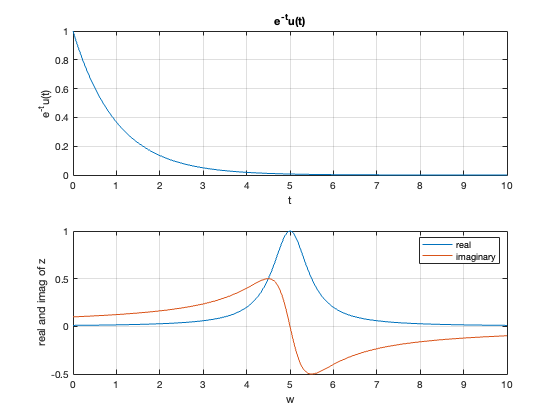 e⁻ᵗu(t)
1
0.8
0.6
0.4
0.2
0
e⁻ᵗu(t)
0 1 2 3 4 5 6 7 8 9 10
t
1
0.5
0
-0.5
real and imag of z
real
imaginary
0 1 2 3 4 5 6 7 8 9 10
w